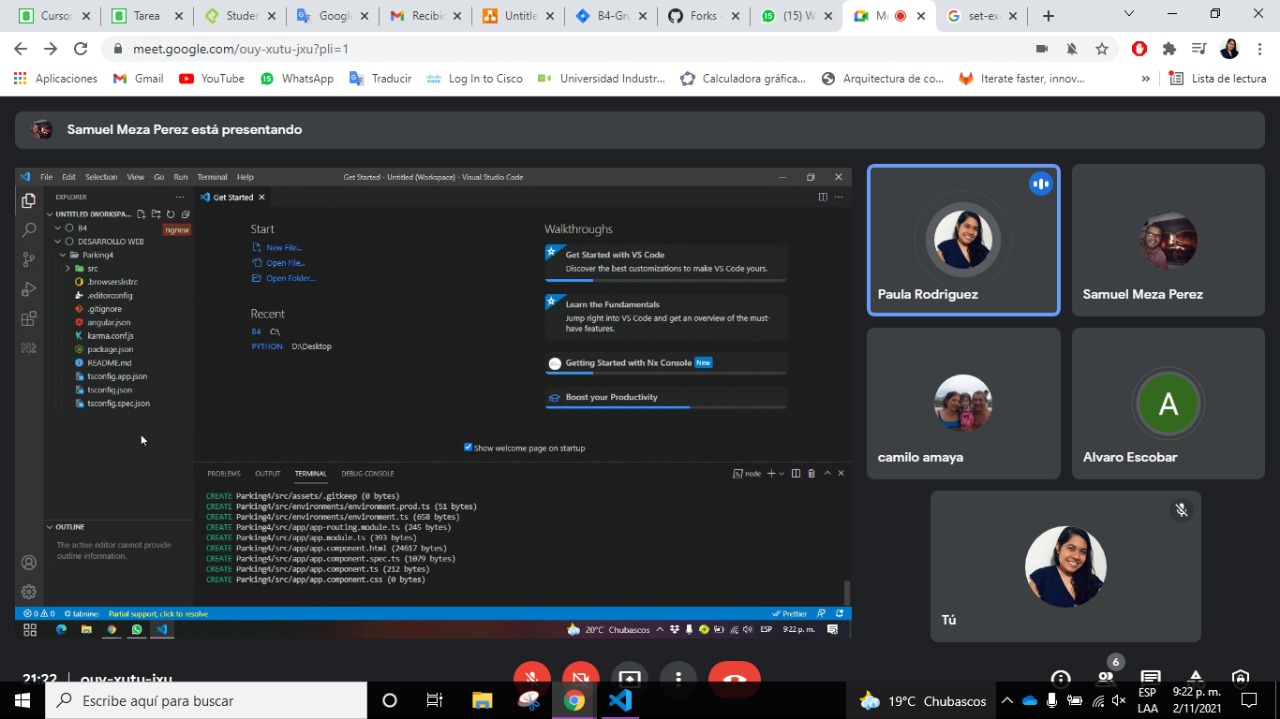 Curso
Tarea
Studer
Google
Recibic
Untitle
B4-Gru
Forks
(15) W
Me
set-ex
meet.google.com/ouy-xutu-jxu?pli=1
Aplicaciones
Gmail
YouTube
WhatsApp
Traducir
Log In to Cisco
Universidad Industr...
Calculadora gráfica...
Arquitectura de co...
Iterate faster, innov...
»
Lista de lectura
Samuel Meza Perez está presentando
File Edit Selection View Go Run Terminal Help
Get Started - Untitled (Workspace) - Visual Studio Code
EXPLORER
Get Started
UNTITLED (WORKSPA...
B4
ngnew
DESARROLLO WEB
Parking4
src
.browserslistrc
.editorconfig
.gitignore
angular.json
karma.conf.js
package.json
README.md
tsconfig.app.json
tsconfig.json
tsconfig.spec.json
OUTLINE
The active editor cannot provide
outline information.
Start
New File...
Open File...
Open Folder...
Recent
B4 C:\
PYTHON D:\Desktop
Walkthroughs
Get Started with VS Code
Discover the best customizations to make VS Code yours.
Learn the Fundamentals
Jump right into VS Code and get an overview of the must-
have features.
Getting Started with Nx Console New
Boost your Productivity
Show welcome page on startup
PROBLEMS OUTPUT TERMINAL DEBUG CONSOLE
node
CREATE Parking4/src/assets/.gitkeep (0 bytes)
CREATE Parking4/src/environments/environment.prod.ts (51 bytes)
CREATE Parking4/src/environments/environment.ts (658 bytes)
CREATE Parking4/src/app/app-routing.module.ts (245 bytes)
CREATE Parking4/src/app/app.module.ts (393 bytes)
CREATE Parking4/src/app/app.component.html (24617 bytes)
CREATE Parking4/src/app/app.component.spec.ts (1079 bytes)
CREATE Parking4/src/app/app.component.ts (212 bytes)
CREATE Parking4/src/app/app.component.css (0 bytes)
0 0 tabnine: Partial support, click to resolve
Prettier
20°C Chubascos
ESP 9:22 p. m.
Paula Rodriguez
Samuel Meza Perez
camilo amaya
A
Alvaro Escobar
Tú
21:22 | ouy-xutu-jxu
6
Escribe aquí para buscar
19°C Chubascos
ESP
LAA
9:22 p. m.
2/11/2021